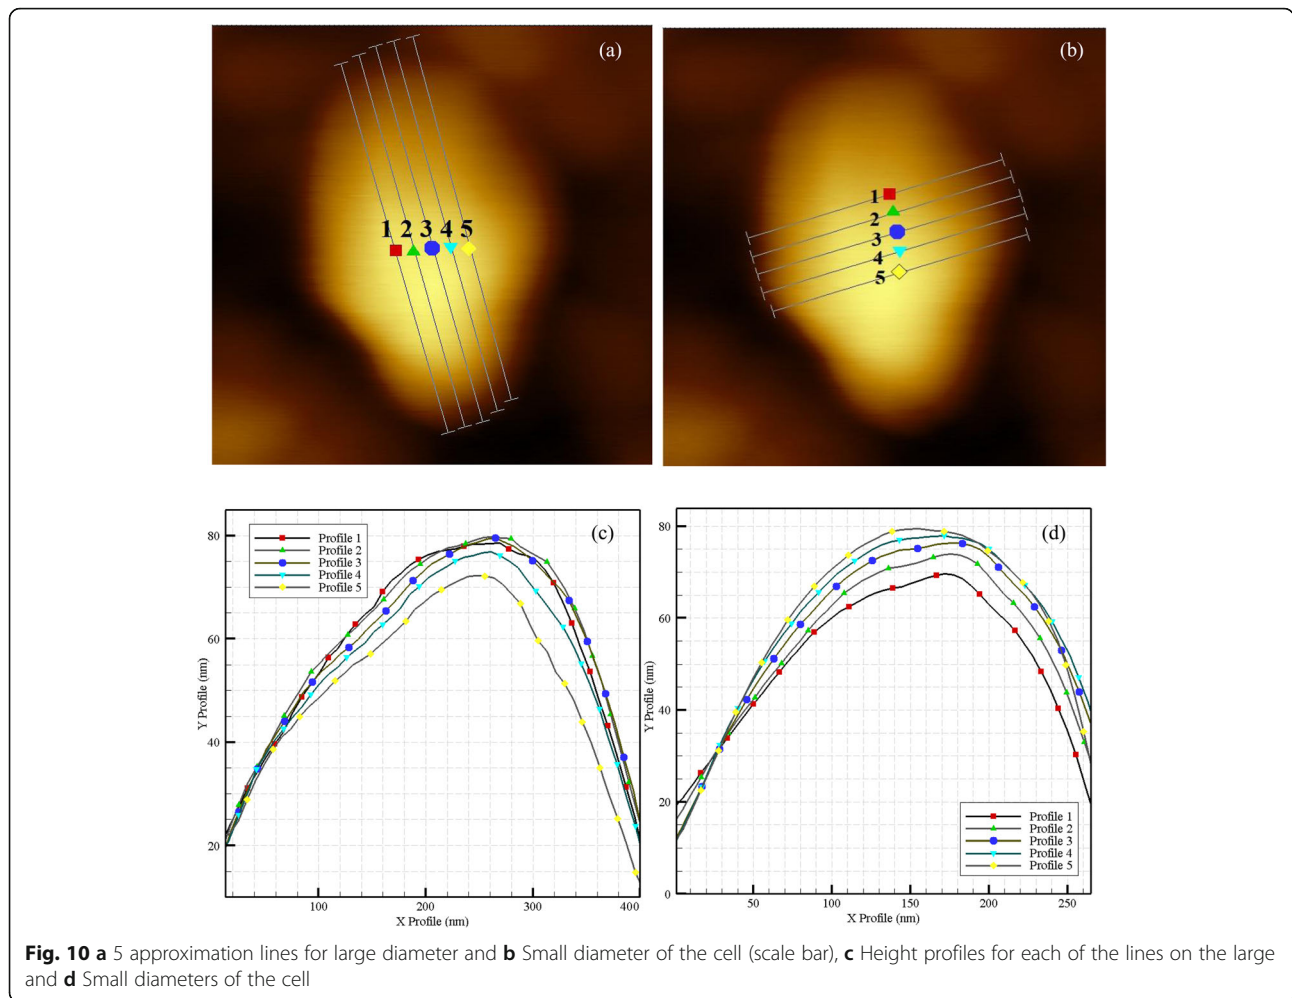 (a)
1 2 3 4 5
(b)
1
2
3
4
5
(c)
Profile 1
Profile 2
Profile 3
Profile 4
Profile 5
80
60
40
20
Y Profile (nm)
100 200 300 400
X Profile (nm)
(d)
80
60
40
20
0
Y Profile (nm)
Profile 1
Profile 2
Profile 3
Profile 4
Profile 5
50 100 150 200 250
X Profile (nm)
Fig. 10 a 5 approximation lines for large diameter and b Small diameter of the cell (scale bar), c Height profiles for each of the lines on the large
and d Small diameters of the cell